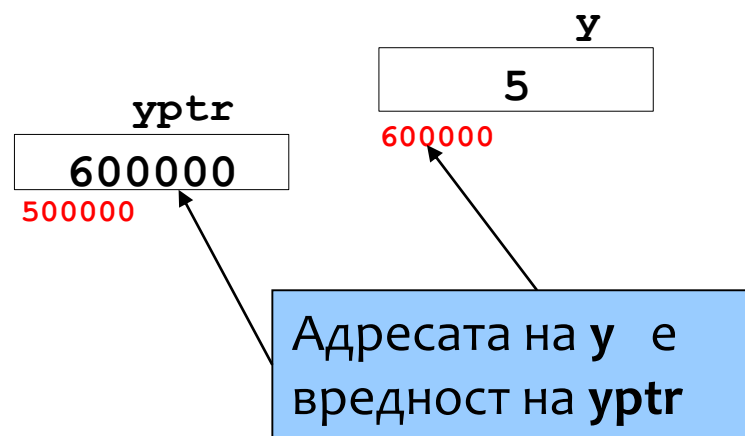 y
5
600000
yptr
600000
500000
Адресата на y е
вредност на yptr